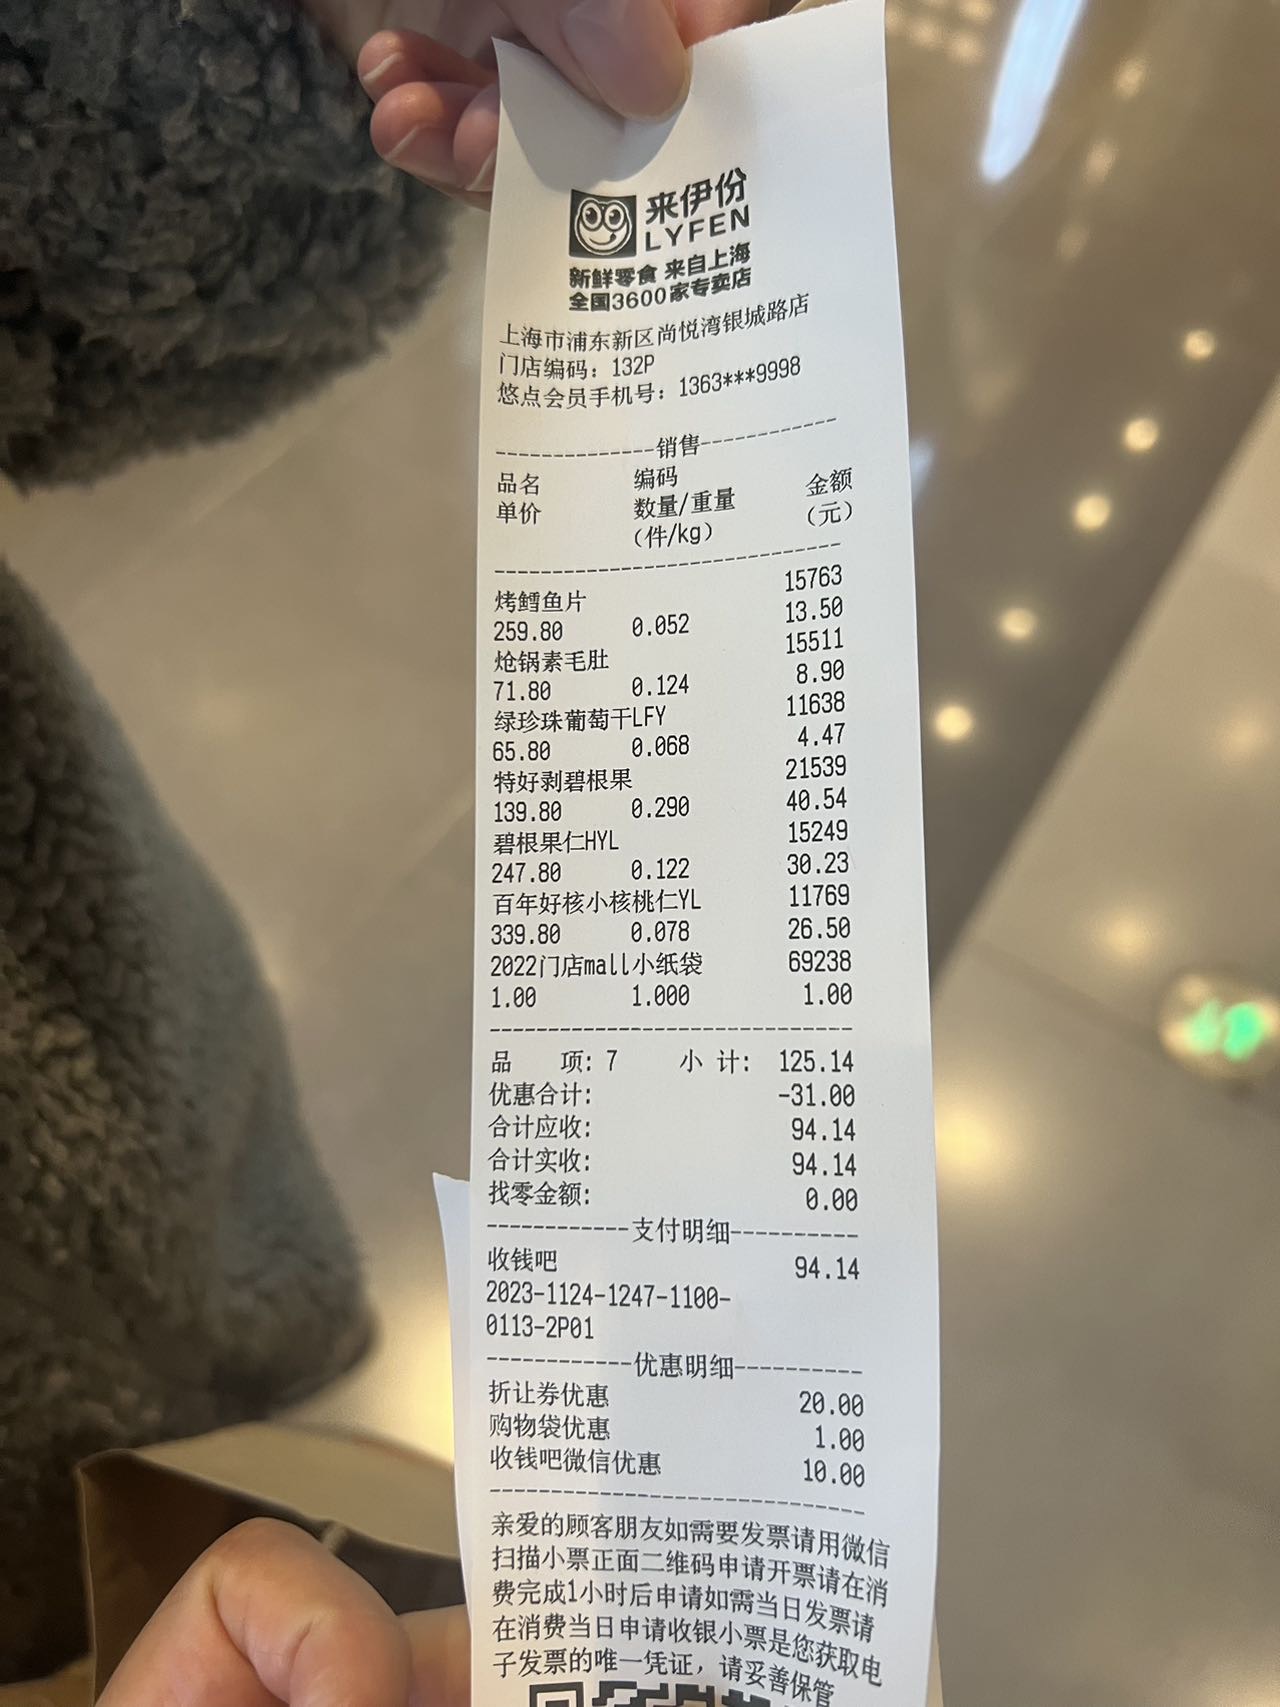 来伊份
LYFEN
新鲜零食 来自上海
全国3600家专卖店
上海市浦东新区尚悦湾银城路店
门店编码：132P
悠点会员手机号：1363***9998
--------------销售------------
品名 编码 金额
单价 数量/重量 （元）
（件/kg）
------------------------------
烤鳕鱼片 15763
259.80 0.052 13.50
炝锅素毛肚 15511
71.80 0.124 8.90
绿珍珠葡萄干LFY 11638
65.80 0.068 4.47
特好剥碧根果 21539
139.80 0.290 40.54
碧根果仁HYL 15249
247.80 0.122 30.23
百年好核小核桃仁YL 11769
339.80 0.078 26.50
2022门店mall小纸袋 69238
1.00 1.000 1.00
--------------------------------
品 项：7 小 计： 125.14
优惠合计： -31.00
合计应收： 94.14
合计实收： 94.14
找零金额： 0.00
------------支付明细-----------
收钱吧 94.14
2023-1124-1247-1100-
0113-2P01
------------优惠明细-----------
折让券优惠 20.00
购物袋优惠 1.00
收钱吧微信优惠 10.00
--------------------------------
亲爱的顾客朋友如需要发票请用微信
扫描小票正面二维码申请开票请在消
费完成1小时后申请如需当日发票请
在消费当日申请收银小票是您获取电
子发票的唯一凭证，请妥善保管